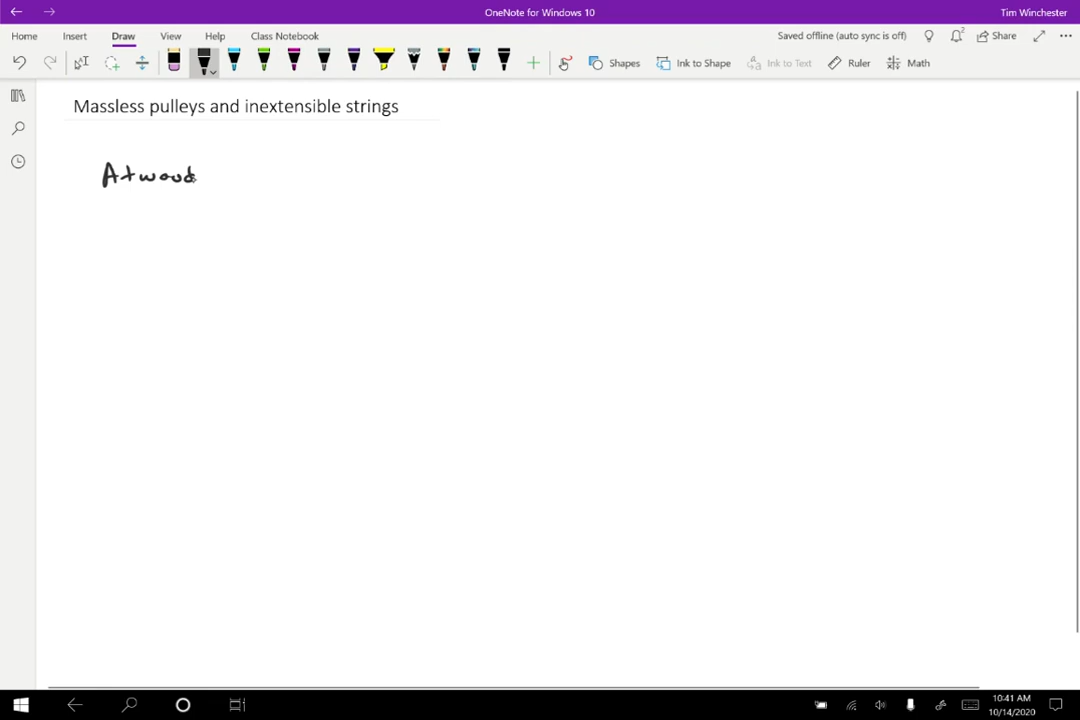 OneNote for Windows 10
Tim Winchester
Home Insert Draw View Help Class Notebook
Saved offline (auto sync is off) Share
Shapes Ink to Shape Ink to Text Ruler Math
Massless pulleys and inextensible strings
Atwood
10:41 AM
10/14/2020